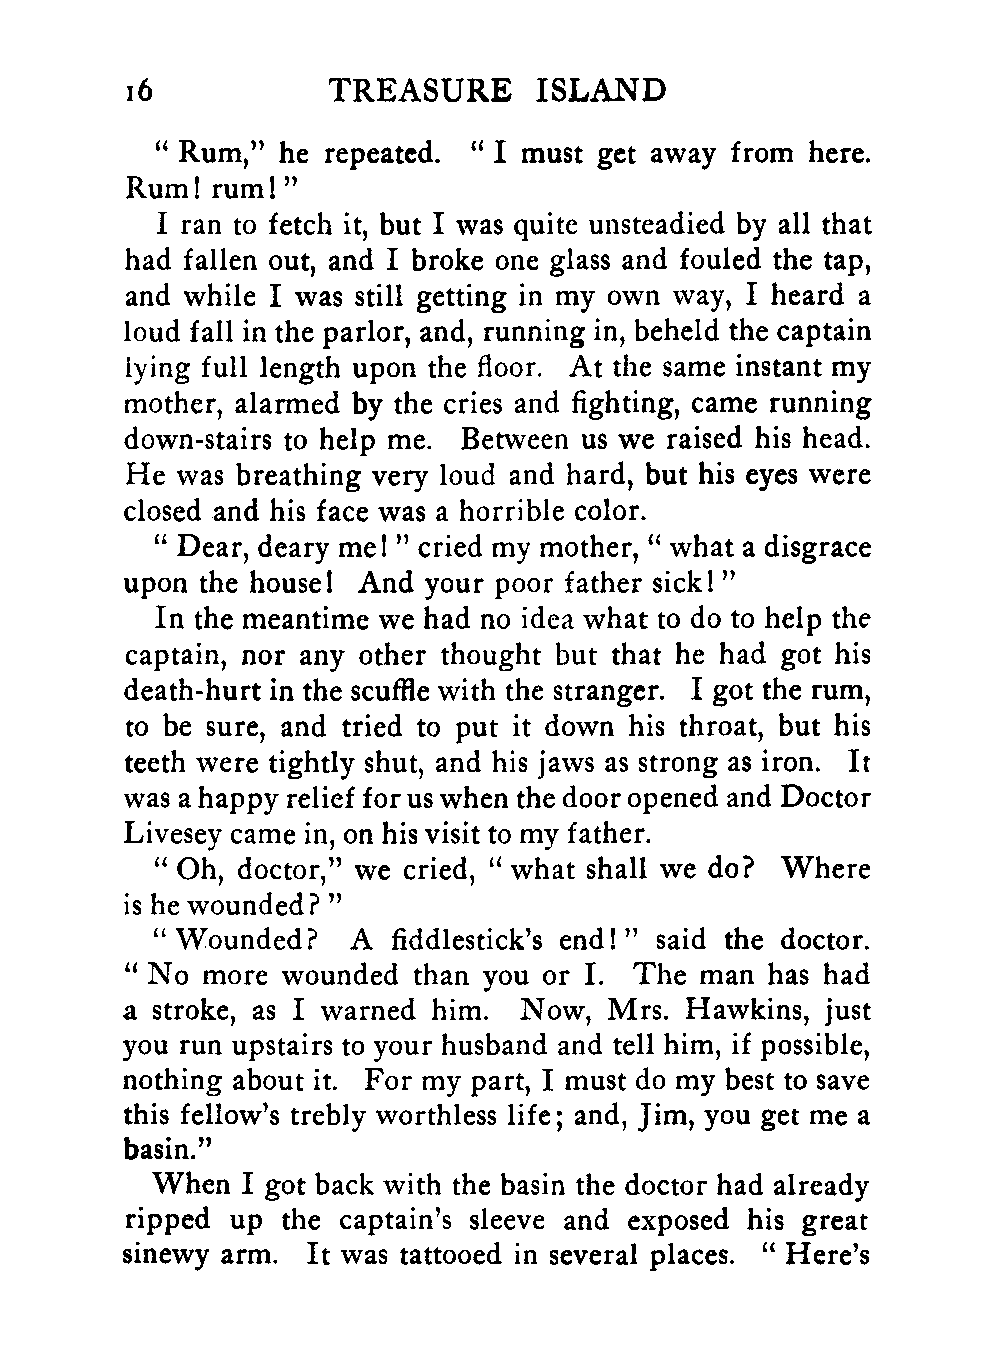 16 TREASURE ISLAND
“ Rum,” he repeated. “ I must get away from here.
Rum! rum! ”
I ran to fetch it, but I was quite unsteadied by all that
had fallen out, and I broke one glass and fouled the tap,
and while I was still getting in my own way, I heard a
loud fall in the parlor, and, running in, beheld the captain
lying full length upon the floor. At the same instant my
mother, alarmed by the cries and fighting, came running
down-stairs to help me. Between us we raised his head.
He was breathing very loud and hard, but his eyes were
closed and his face was a horrible color.
“ Dear, deary me! ” cried my mother, “ what a disgrace
upon the house! And your poor father sick! ”
In the meantime we had no idea what to do to help the
captain, nor any other thought but that he had got his
death-hurt in the scuffle with the stranger. I got the rum,
to be sure, and tried to put it down his throat, but his
teeth were tightly shut, and his jaws as strong as iron. It
was a happy relief for us when the door opened and Doctor
Livesey came in, on his visit to my father.
“ Oh, doctor,” we cried, “ what shall we do? Where
is he wounded? ”
“ Wounded? A fiddlestick’s end! ” said the doctor.
“ No more wounded than you or I. The man has had
a stroke, as I warned him. Now, Mrs. Hawkins, just
you run upstairs to your husband and tell him, if possible,
nothing about it. For my part, I must do my best to save
this fellow’s trebly worthless life; and, Jim, you get me a
basin.”
When I got back with the basin the doctor had already
ripped up the captain’s sleeve and exposed his great
sinewy arm. It was tattooed in several places. “ Here’s